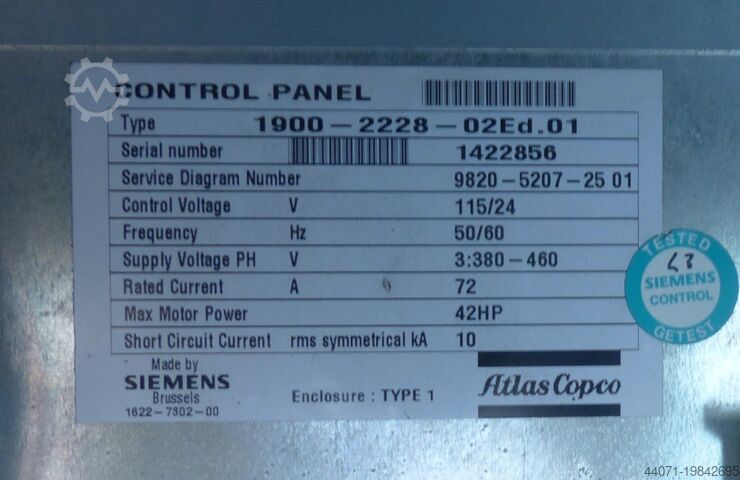 CONTROL PANEL
Type 1900-2228-02Ed.01
Serial number 1422856
Service Diagram Number 9820-5207-25 01
Control Voltage V 115/24
Frequency Hz 50/60
Supply Voltage PH V 3:380-460
Rated Current A 72
Max Motor Power 42HP
Short Circuit Current rms symmetrical kA 10
Made by
SIEMENS
Brussels
1622-7302-00
Enclosure : TYPE 1
Atlas Copco
TESTED
SIEMENS
CONTROL
GETEST
44071-19842695